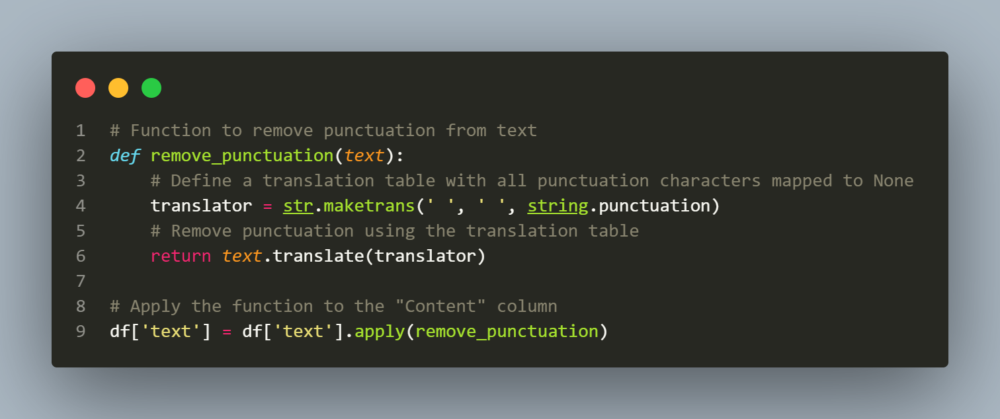 1 # Function to remove punctuation from text
2 def remove_punctuation(text):
3     # Define a translation table with all punctuation characters mapped to None
4     translator = str.maketrans(' ', ' ', string.punctuation)
5     # Remove punctuation using the translation table
6     return text.translate(translator)
7
8 # Apply the function to the "Content" column
9 df['text'] = df['text'].apply(remove_punctuation)